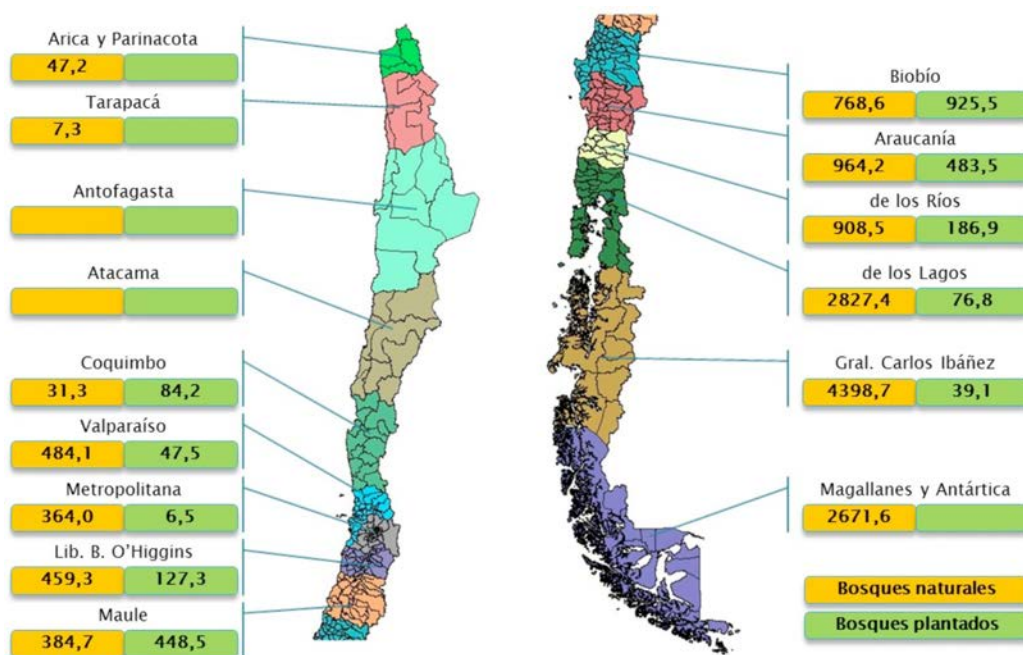 Arica y Parinacota
47,2
Tarapacá
7,3
Antofagasta
Atacama
Coquimbo
31,3 84,2
Valparaíso
484,1 47,5
Metropolitana
364,0 6,5
Lib. B. O'Higgins
459,3 127,3
Maule
384,7 448,5
Biobío
768,6 925,5
Araucanía
964,2 483,5
de los Ríos
908,5 186,9
de los Lagos
2827,4 76,8
Gral. Carlos Ibáñez
4398,7 39,1
Magallanes y Antártica
2671,6
Bosques naturales
Bosques plantados